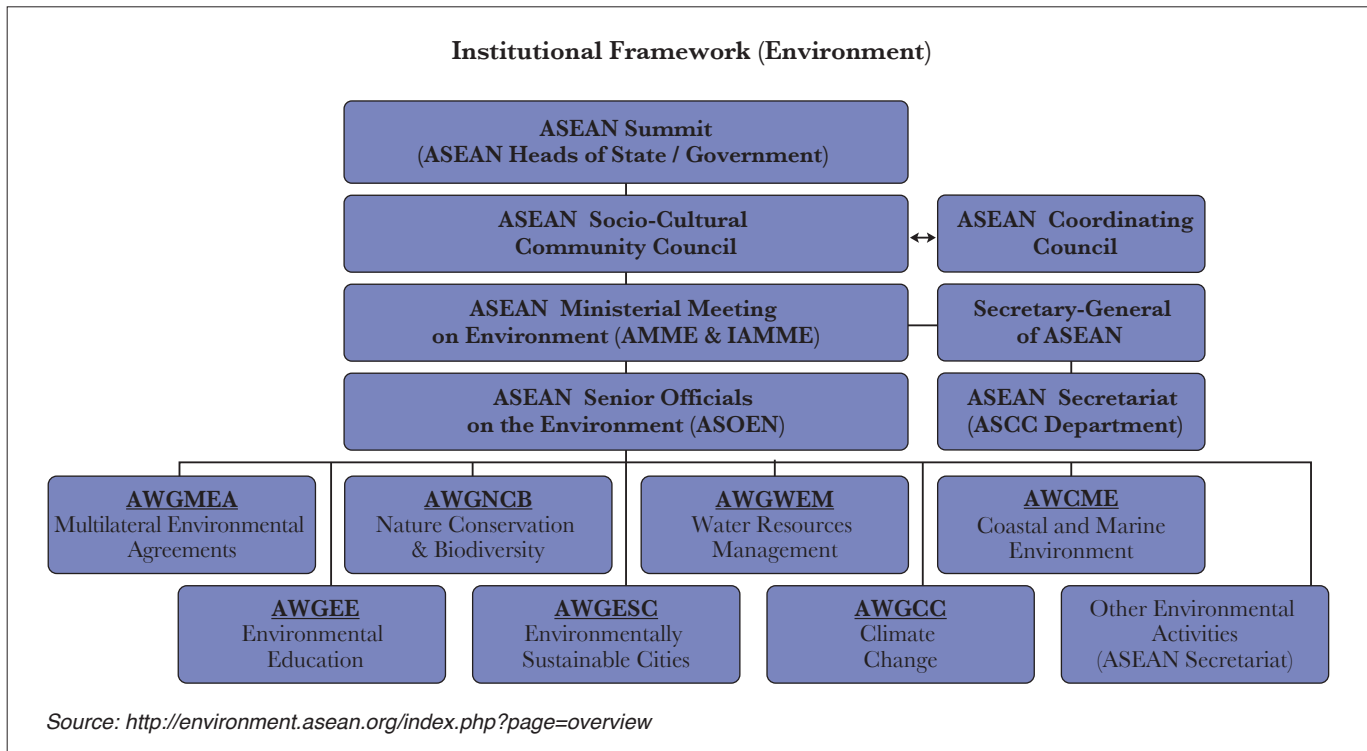 Institutional Framework (Environment)
ASEAN Summit
(ASEAN Heads of State / Government)
ASEAN Socio-Cultural
Community Council
ASEAN Coordinating
Council
ASEAN Ministerial Meeting
on Environment (AMME & IAMME)
Secretary-General
of ASEAN
ASEAN Senior Officials
on the Environment (ASOEN)
ASEAN Secretariat
(ASCC Department)
AWGMEA
Multilateral Environmental
Agreements
AWGNCB
Nature Conservation
& Biodiversity
AWGWEM
Water Resources
Management
AWCME
Coastal and Marine
Environment
AWGEE
Environmental
Education
AWGESC
Environmentally
Sustainable Cities
AWGCC
Climate
Change
Other Environmental
Activities
(ASEAN Secretariat)
Source: http://environment.asean.org/index.php?page=overview